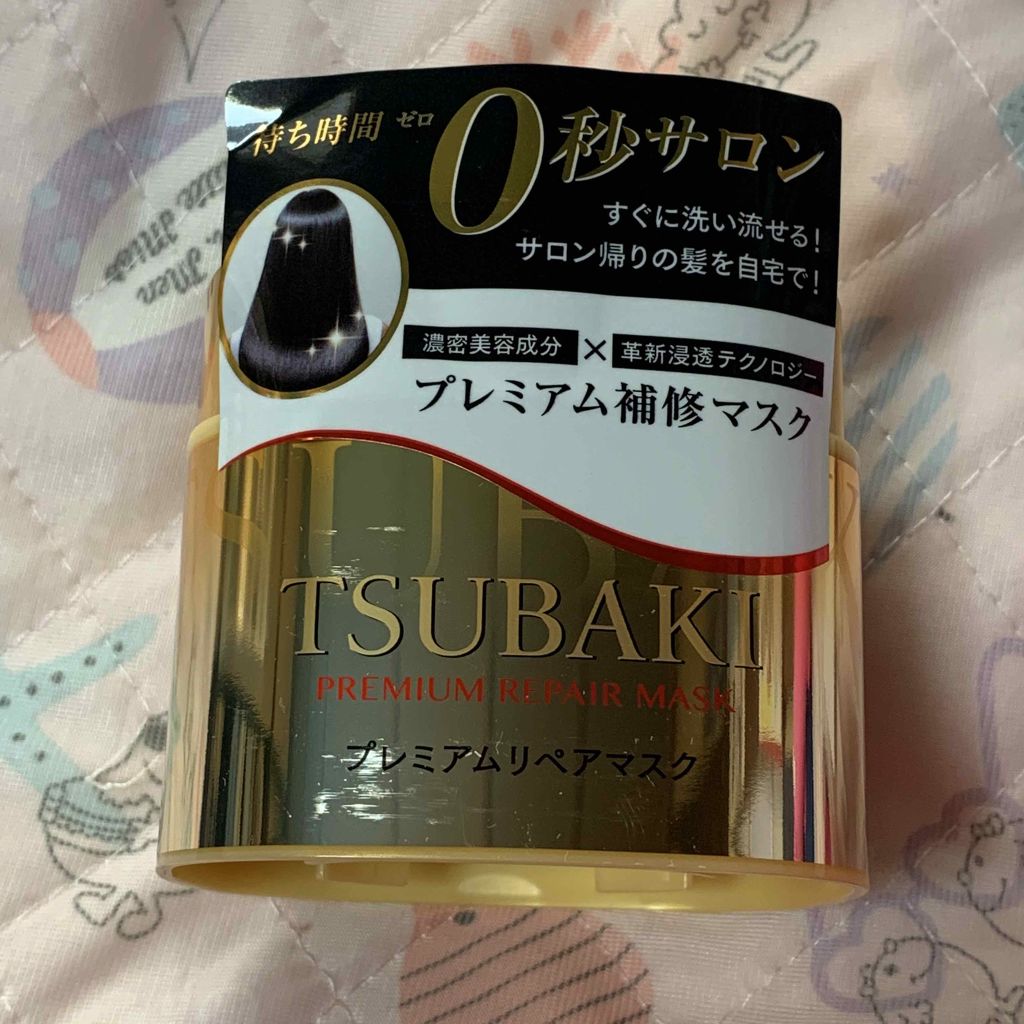 待ち時間 ゼロ 0秒サロン
すぐに洗い流せる!
サロン帰りの髪を自宅で!
濃密美容成分 × 革新浸透テクノロジー
プレミアム補修マスク
TSUBAKI
PREMIUM REPAIR MASK
プレミアムリペアマスク